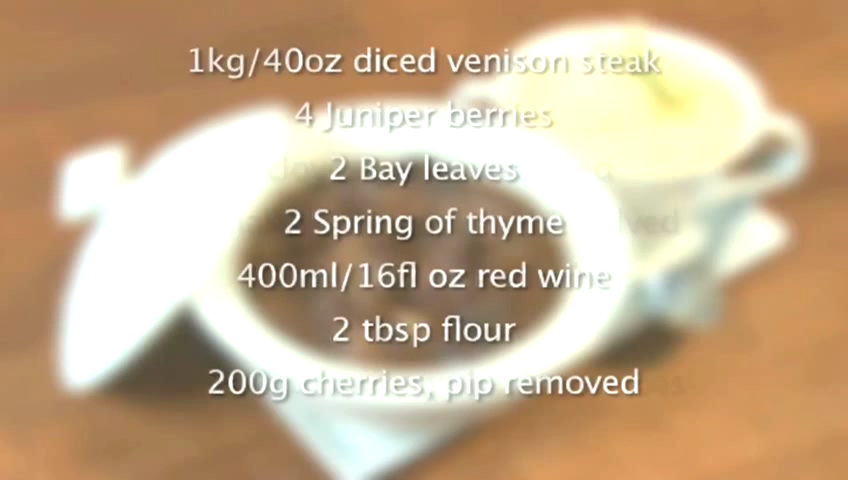 1kg/40oz diced venison steak
4 Juniper berries
2 Bay leaves
2 Spring of thyme
400ml/16fl oz red wine
2 tbsp flour
200g cherries, pip removed